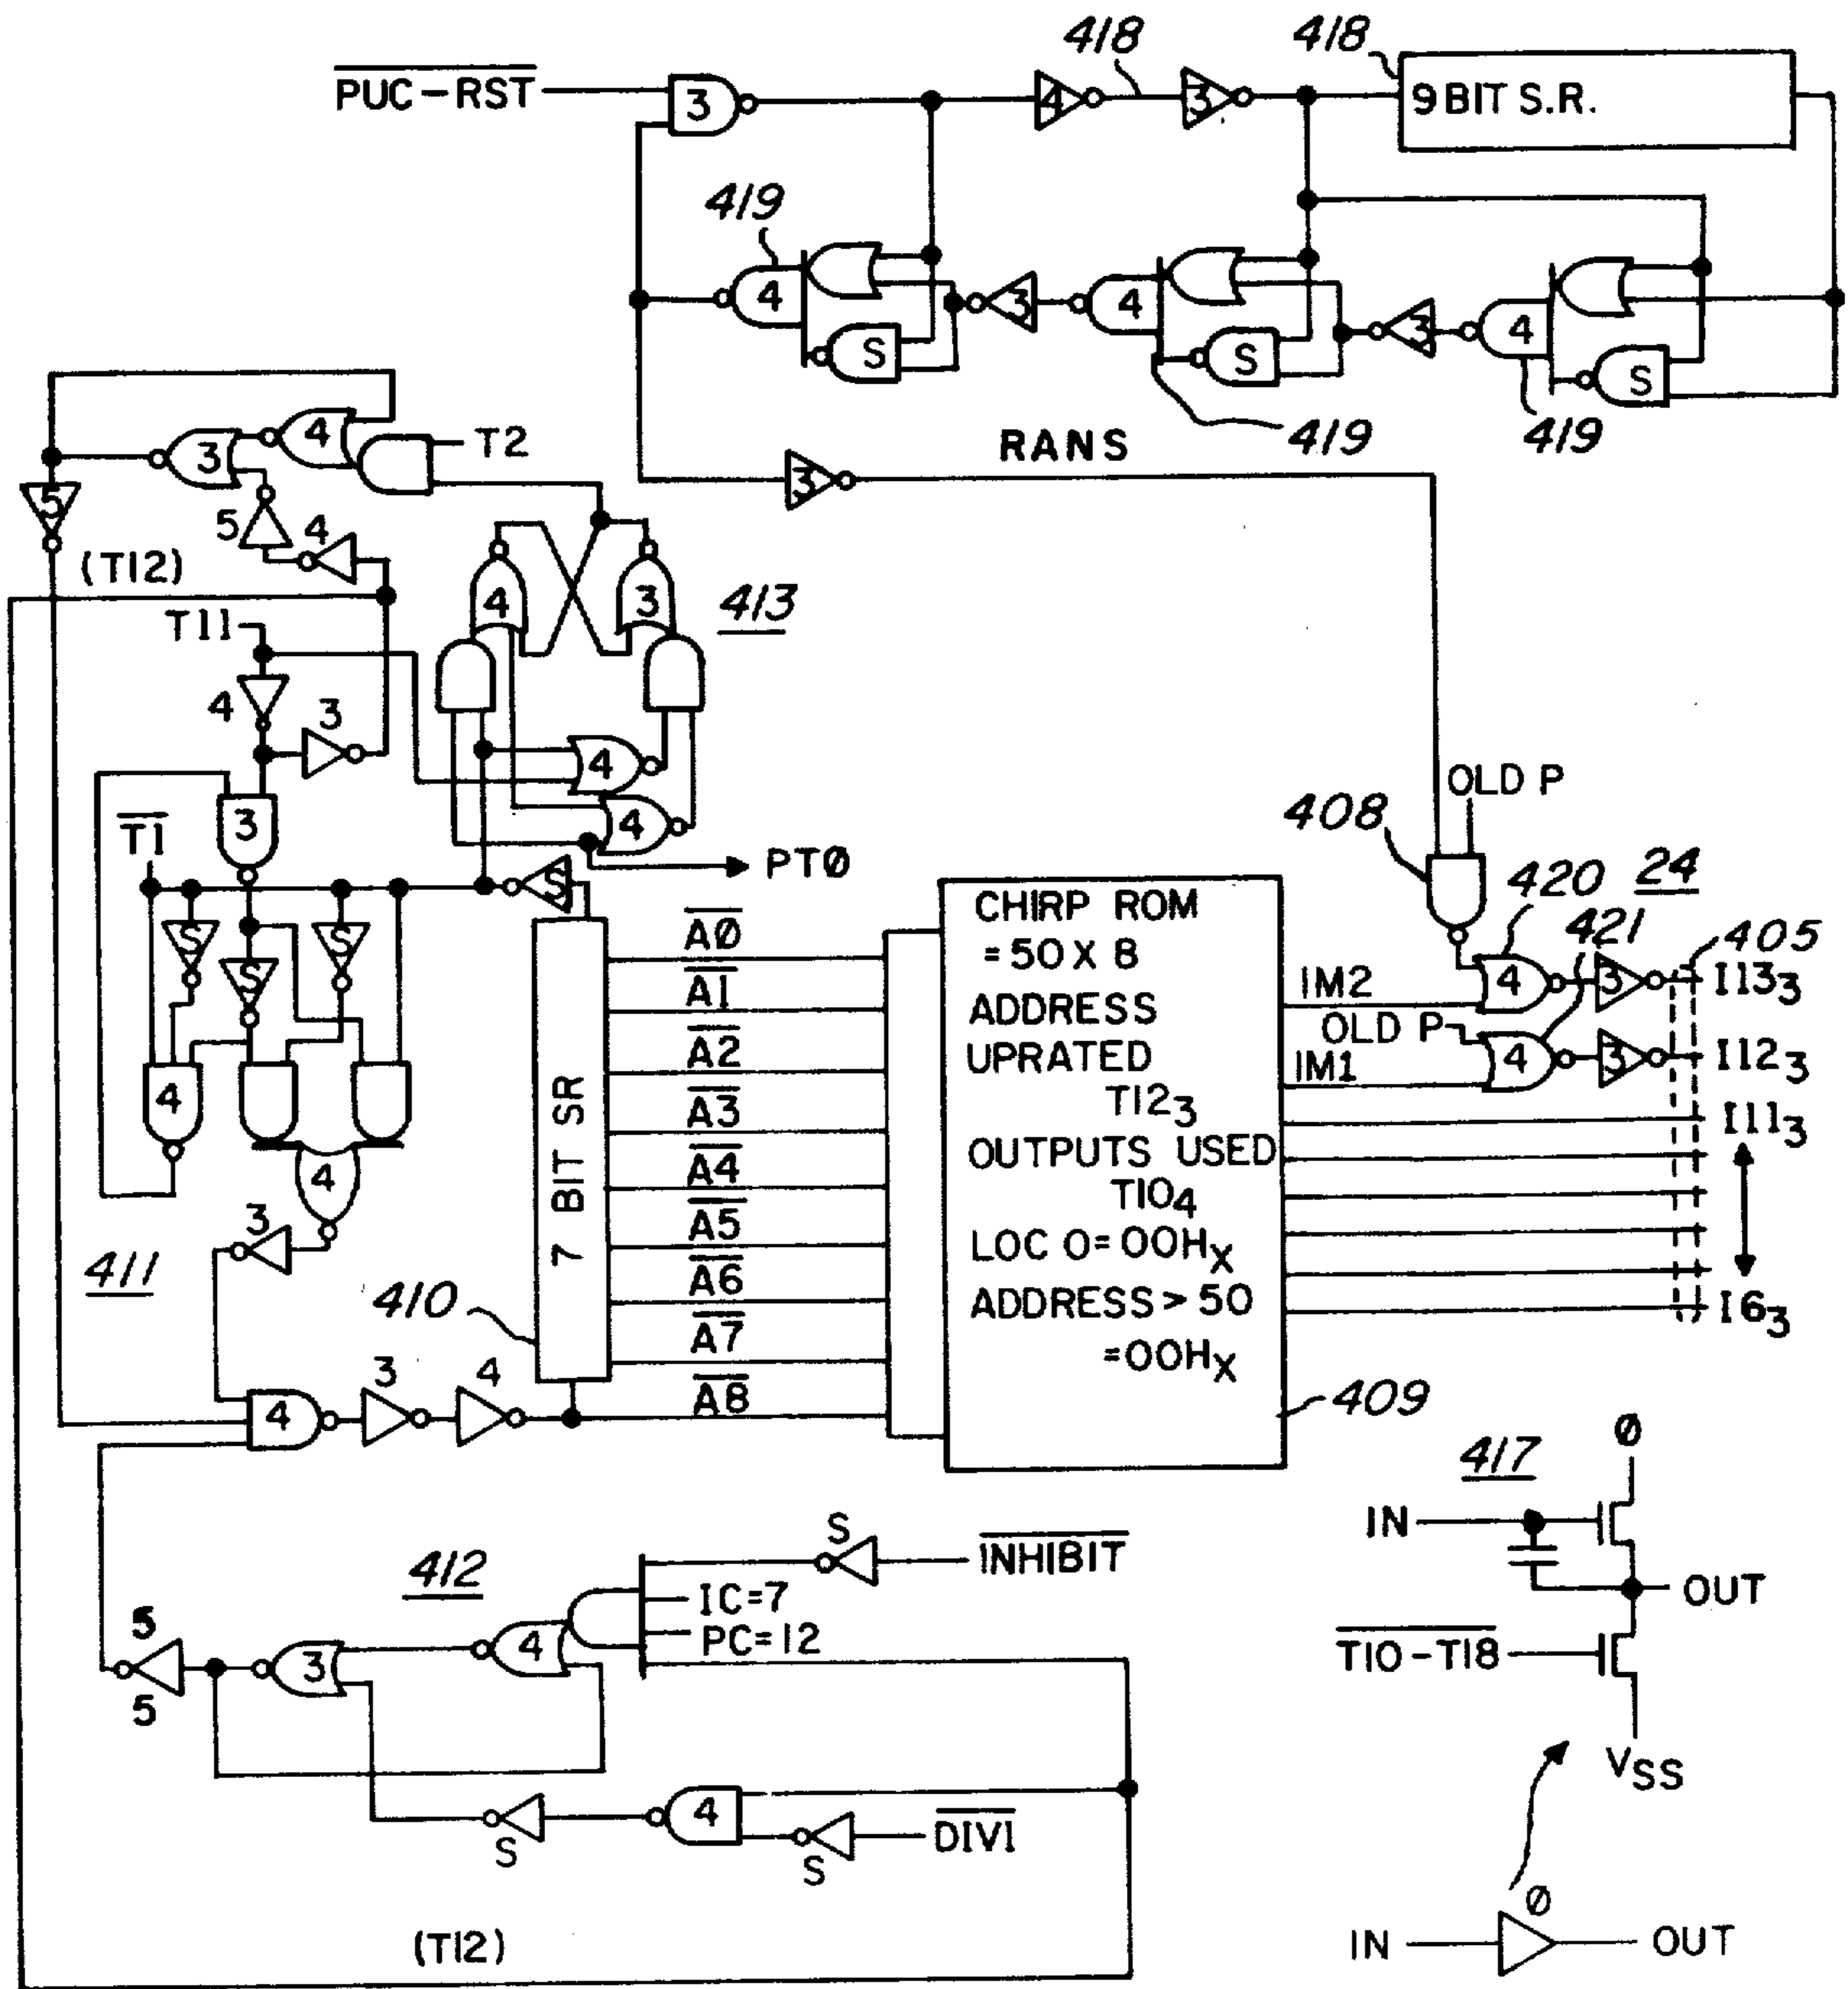 418
418
PUC-RST
3
4
3
9 BIT S.R.
419
4
3
4
3
4
S
S
S
4
3
T2
RANS
419
419
5
5
4
3
(T12)
4
3
413
T11
4
3
4
OLD P
408
3
4
T1
PTØ
420
24
S
CHIRP ROM
AØ
421
405
S
S
= 50 X 8
S
IM2
4
3
I13₃
A1
ADDRESS
OLD P
A2
UPRATED
IM1
4
3
I12₃
4
7 BIT SR
A3
T12₃
I11₃
OUTPUTS USED
4
A4
T10₄
3
A5
LOC 0=00Hx
411
A6
I6₃
410
ADDRESS > 50
A7
=00Hx
3
4
A8
409
4
Ø
417
S
INHIBIT
IN
412
IC=7
OUT
5
4
PC=12
3
T10-T18
5
VSS
4
S
S
DIVI
Ø
(T12)
IN
OUT